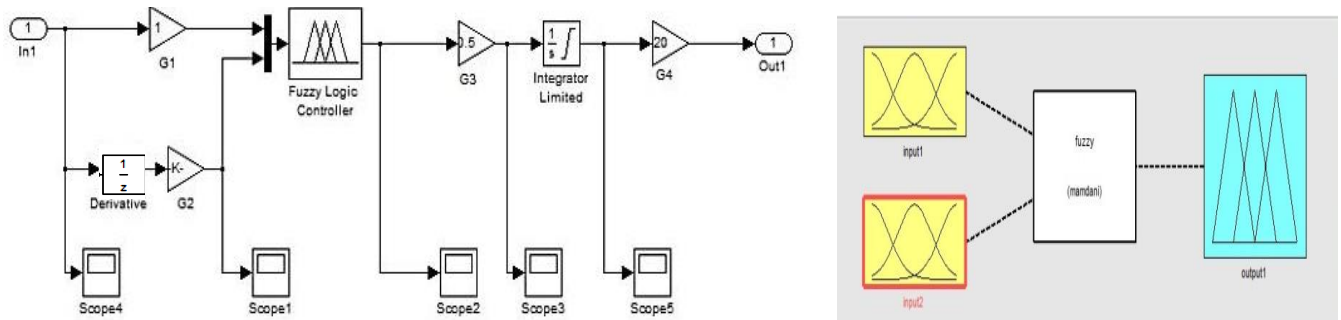 1
In1
1
G1
Fuzzy Logic
Controller
0.5
G3
1
s
Integrator
Limited
20
G4
1
Out1
1
z
Derivative
-K-
G2
Scope4
Scope1
Scope2
Scope3
Scope5
input1
input2
fuzzy
(mamdani)
output1